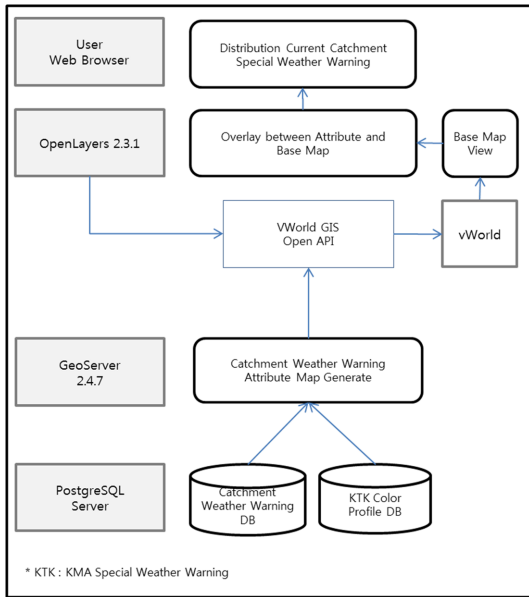 User
Web Browser
Distribution Current Catchment
Special Weather Warning
OpenLayers 2.3.1
Overlay between Attribute and
Base Map
Base Map
View
VWorld GIS
Open API
vWorld
GeoServer
2.4.7
Catchment Weather Warning
Attribute Map Generate
PostgreSQL
Server
Catchment
Weather Warning
DB
KTK Color
Profile DB
* KTK : KMA Special Weather Warning